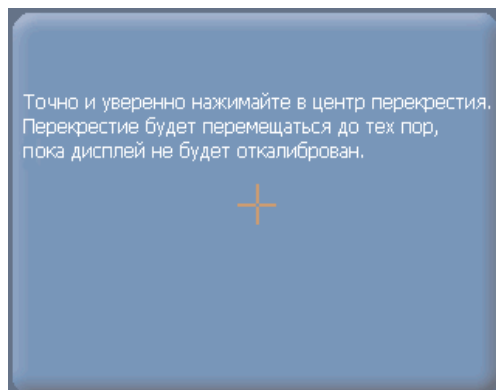 Точно и уверенно нажимайте в центр перекрестия.
Перекрестие будет перемещаться до тех пор,
пока дисплей не будет откалиброван.